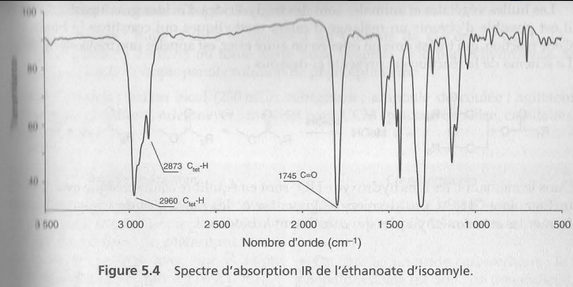 100
80
60
40
2873 Ctet-H
2960 Ctet-H
1745 C=O
3 500
3 000
2 500
2 000
1 500
1 000
500
Nombre d'onde (cm⁻¹)
Figure 5.4 Spectre d'absorption IR de l'éthanoate d'isoamyle.